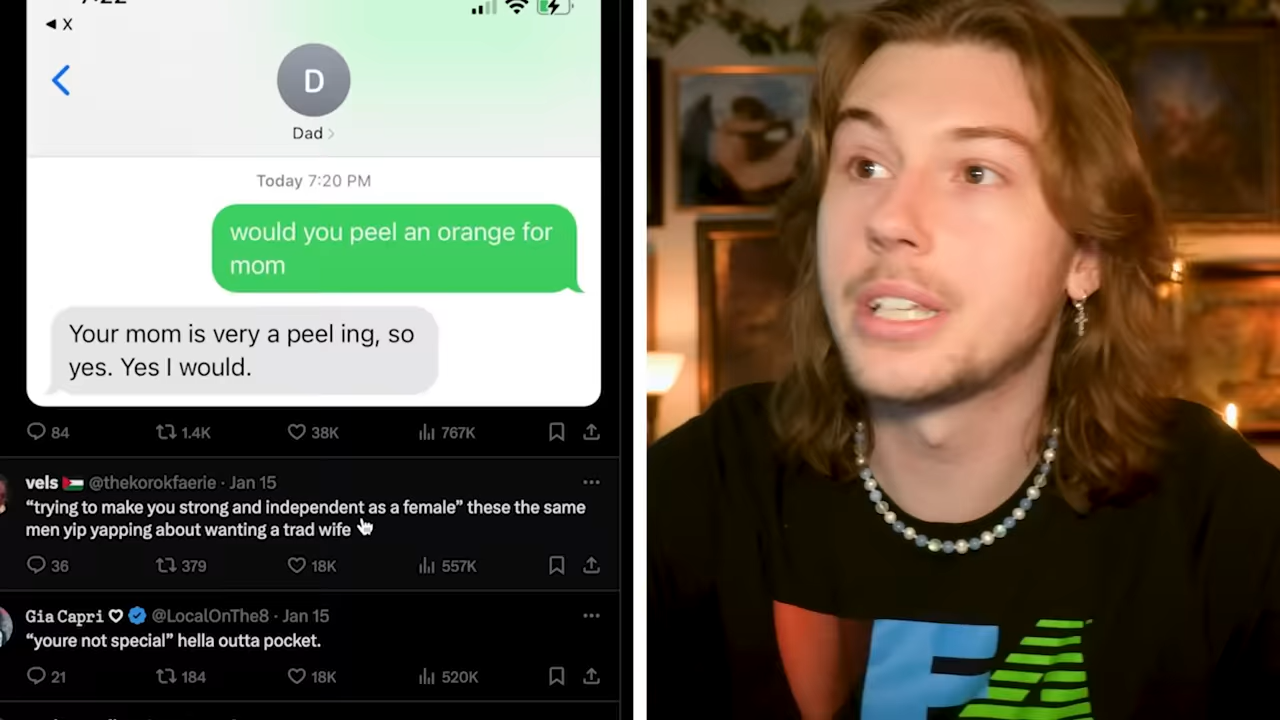 7:22
◀ X
D
Dad
Today 7:20 PM
would you peel an orange for
mom
Your mom is very a peel ing, so
yes. Yes I would.
84 1.4K 38K 767K
vels 🇵🇸 @thekorokfaerie · Jan 15
“trying to make you strong and independent as a female” these the same
men yip yapping about wanting a trad wife
36 379 18K 557K
Gia Capri ♡ @LocalOnThe8 · Jan 15
“youre not special” hella outta pocket.
21 184 18K 520K